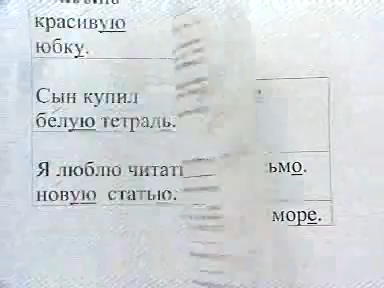 красивую
юбку.
Сын купил
белую тетрадь.
Я люблю читать
ьмо.
новую статью.
море.